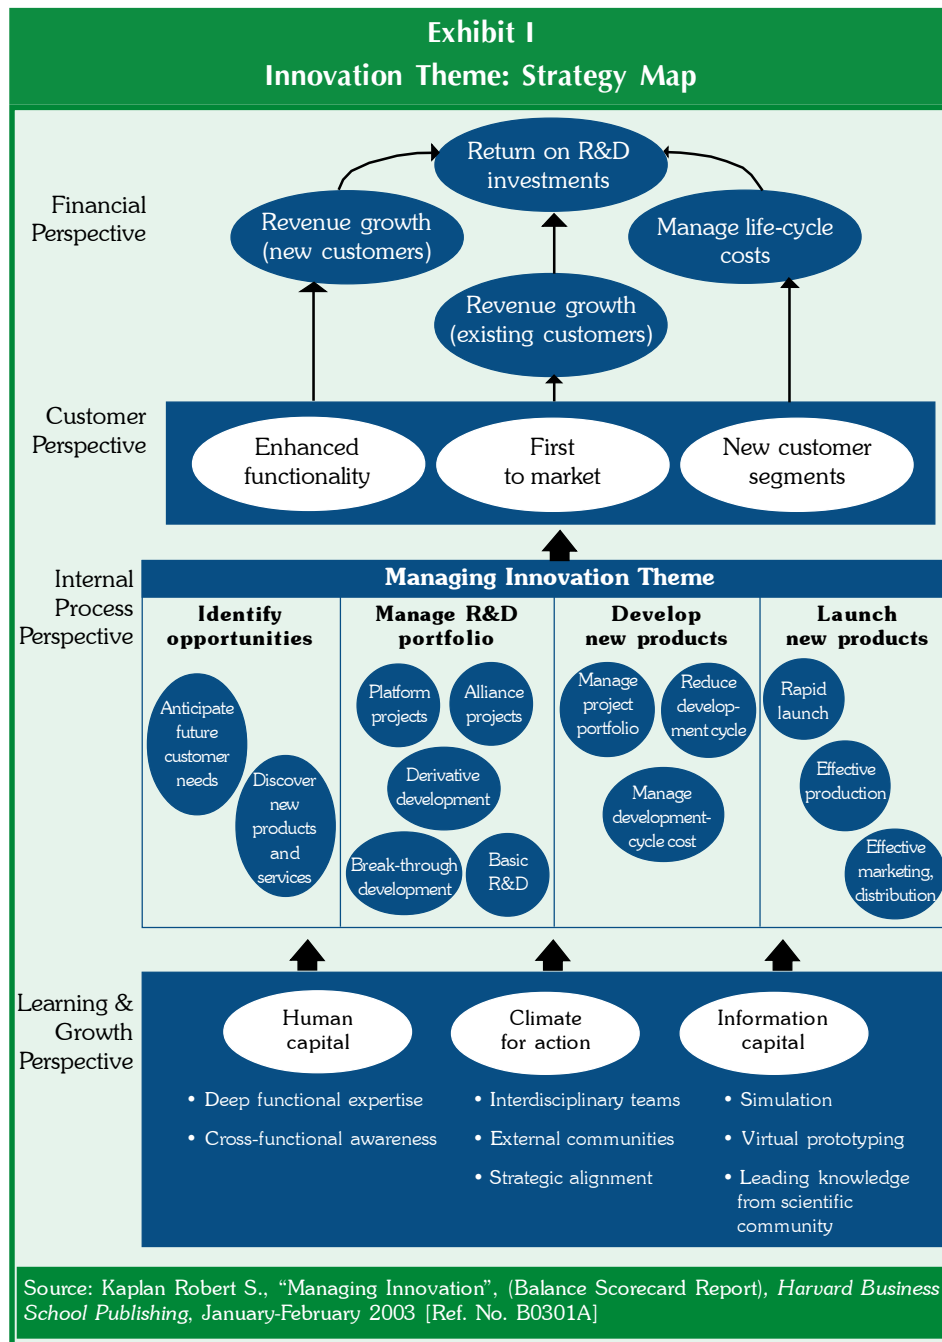 Exhibit I
Innovation Theme: Strategy Map
Financial
Perspective
Return on R&D
investments
Revenue growth
(new customers)
Manage life-cycle
costs
Revenue growth
(existing customers)
Customer
Perspective
Enhanced
functionality
First
to market
New customer
segments
Internal
Process
Perspective
Managing Innovation Theme
Identify
opportunities
Anticipate
future
customer
needs
Discover
new
products
and
services
Manage R&D
portfolio
Platform
projects
Alliance
projects
Derivative
development
Break-through
development
Basic
R&D
Develop
new products
Manage
project
portfolio
Reduce
develop-
ment cycle
Manage
development-
cycle cost
Launch
new products
Rapid
launch
Effective
production
Effective
marketing,
distribution
Learning &
Growth
Perspective
Human
capital
• Deep functional expertise
• Cross-functional awareness
Climate
for action
• Interdisciplinary teams
• External communities
• Strategic alignment
Information
capital
• Simulation
• Virtual prototyping
• Leading knowledge
from scientific
community
Source: Kaplan Robert S., “Managing Innovation”, (Balance Scorecard Report), Harvard Business
School Publishing, January-February 2003 [Ref. No. B0301A]